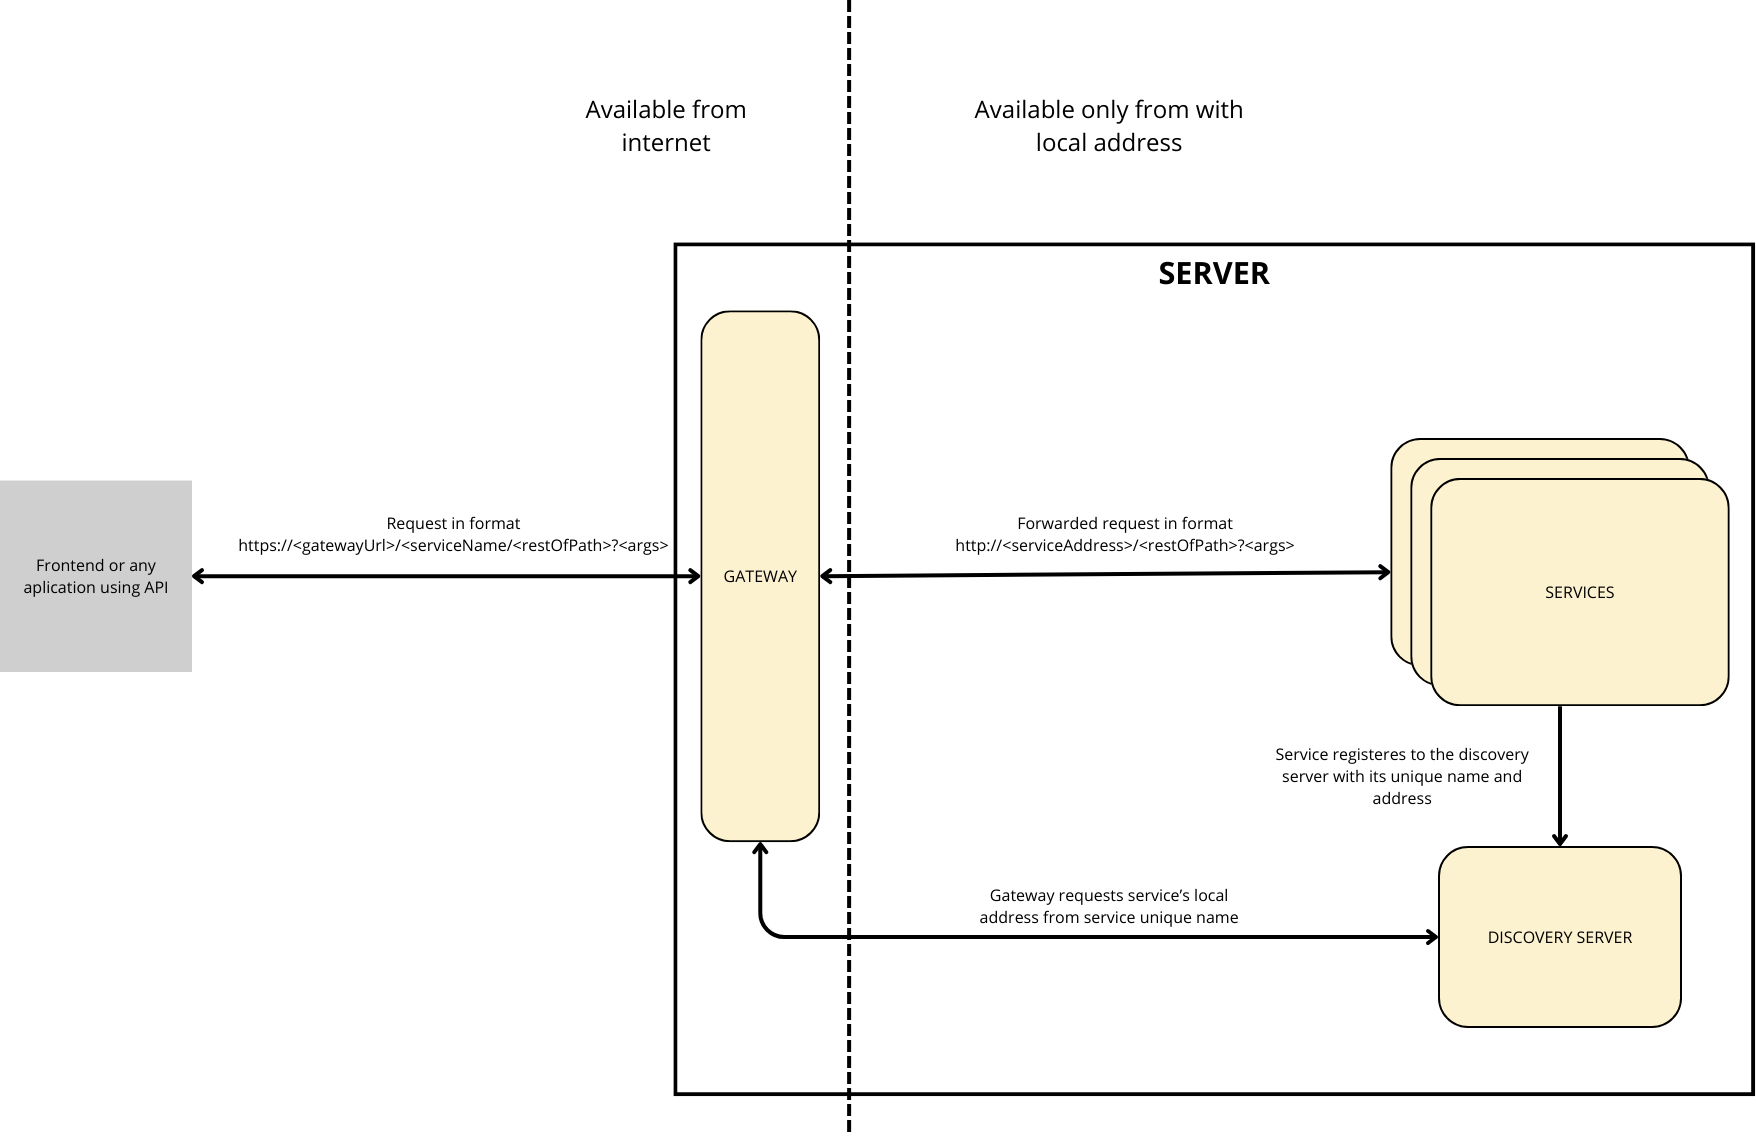 Available from
internet
Available only from with
local address
SERVER
Request in format
https://<gatewayUrl>/<serviceName/<restOfPath>?<args>
Forwarded request in format
http://<serviceAddress>/<restOfPath>?<args>
Frontend or any
aplication using API
GATEWAY
SERVICES
Service registeres to the discovery
server with its unique name and
address
Gateway requests service’s local
address from service unique name
DISCOVERY SERVER